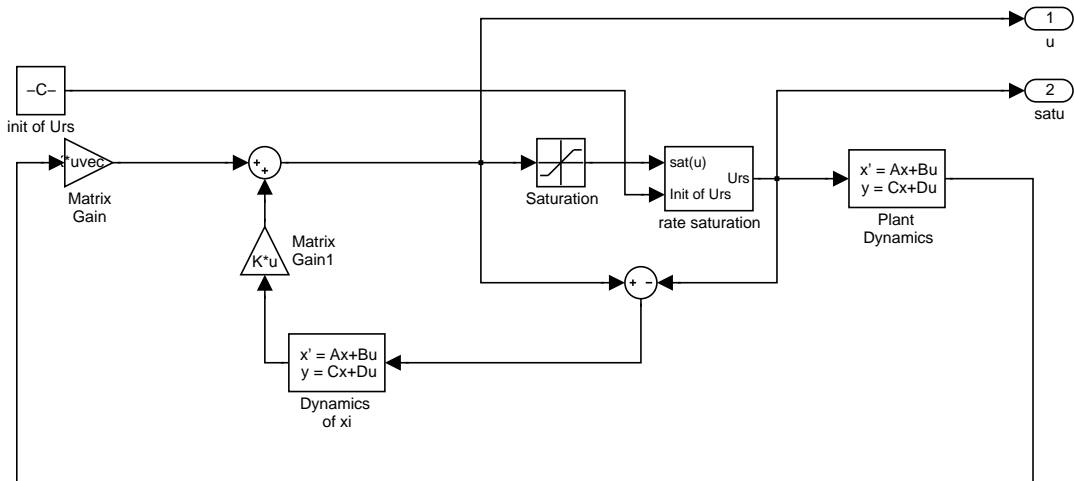 1
u
−C−
init of Urs
2
satu
*uvec
Matrix
Gain
+
+
Saturation
sat(u)
Urs
Init of Urs
rate saturation
x' = Ax+Bu
y = Cx+Du
Plant
Dynamics
K*u
Matrix
Gain1
+ −
x' = Ax+Bu
y = Cx+Du
Dynamics
of xi